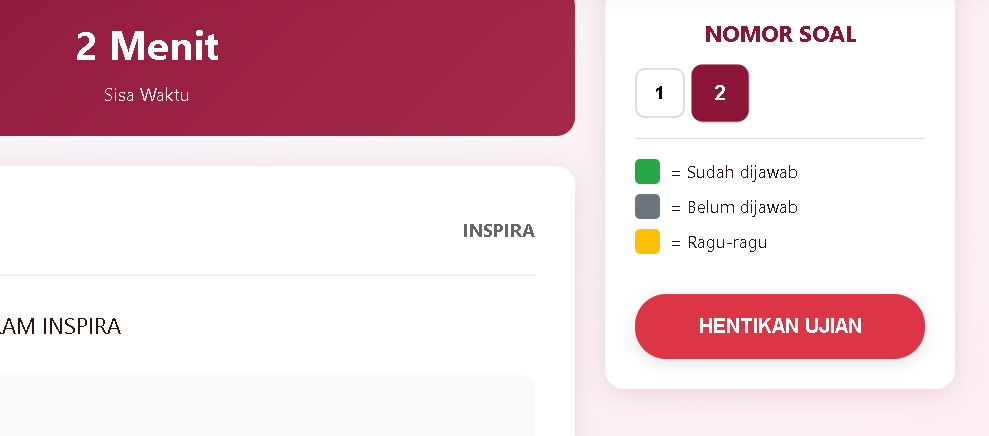 2 Menit
Sisa Waktu
INSPIRA
AM INSPIRA
NOMOR SOAL
1
2
= Sudah dijawab
= Belum dijawab
= Ragu-ragu
HENTIKAN UJIAN